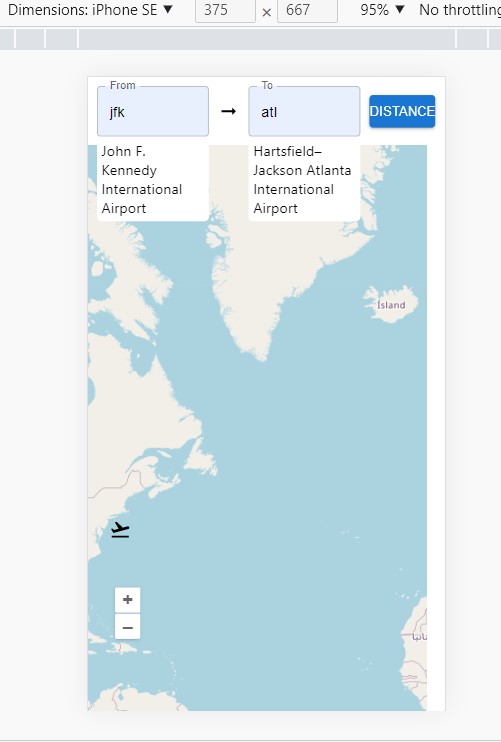 Dimensions: iPhone SE ▼ 375 × 667 95% ▼ No throttling
From
To
jfk → atl DISTANCE
John F.
Kennedy
International
Airport
Hartsfield–
Jackson Atlanta
International
Airport
Ísland
+
−